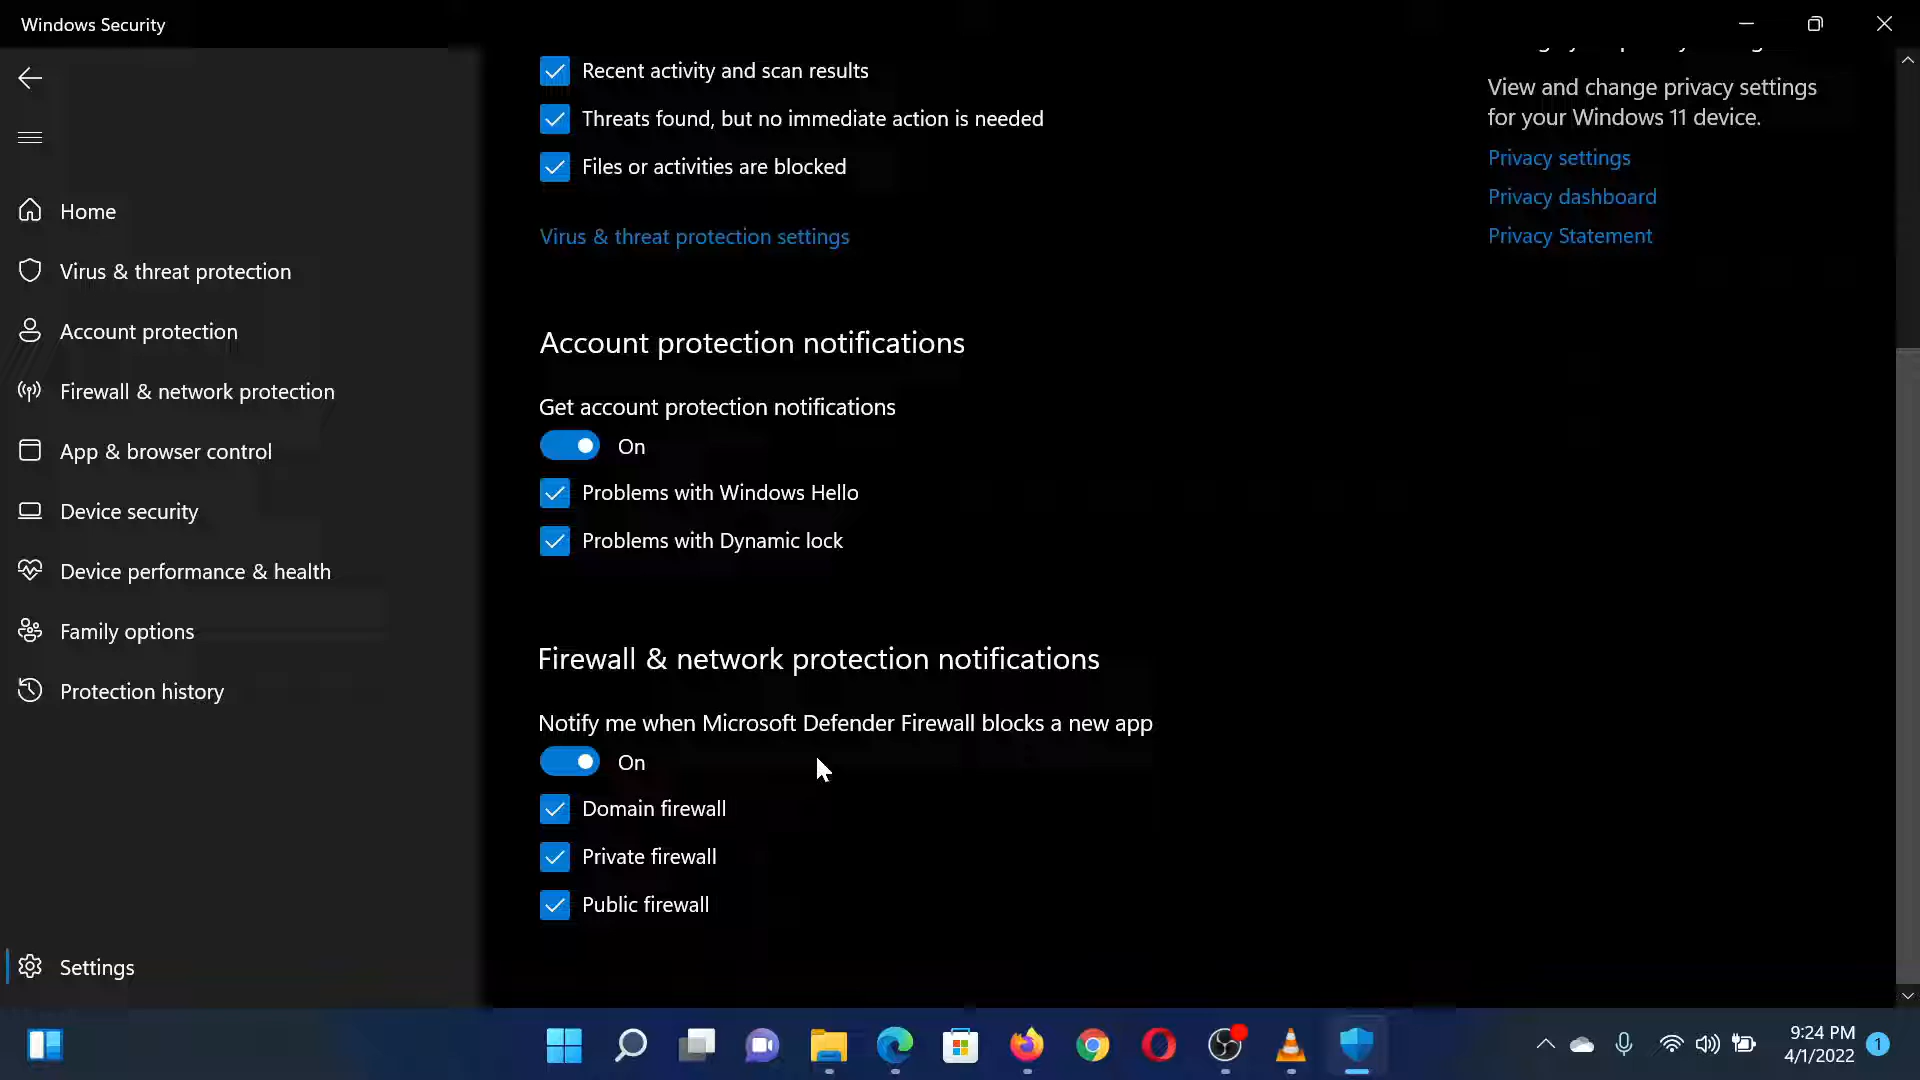 Windows Security
Home
Virus & threat protection
Account protection
Firewall & network protection
App & browser control
Device security
Device performance & health
Family options
Protection history
Settings
Recent activity and scan results
Threats found, but no immediate action is needed
Files or activities are blocked
Virus & threat protection settings
Account protection notifications
Get account protection notifications
On
Problems with Windows Hello
Problems with Dynamic lock
Firewall & network protection notifications
Notify me when Microsoft Defender Firewall blocks a new app
On
Domain firewall
Private firewall
Public firewall
View and change privacy settings
for your Windows 11 device.
Privacy settings
Privacy dashboard
Privacy Statement
9:24 PM
4/1/2022
1